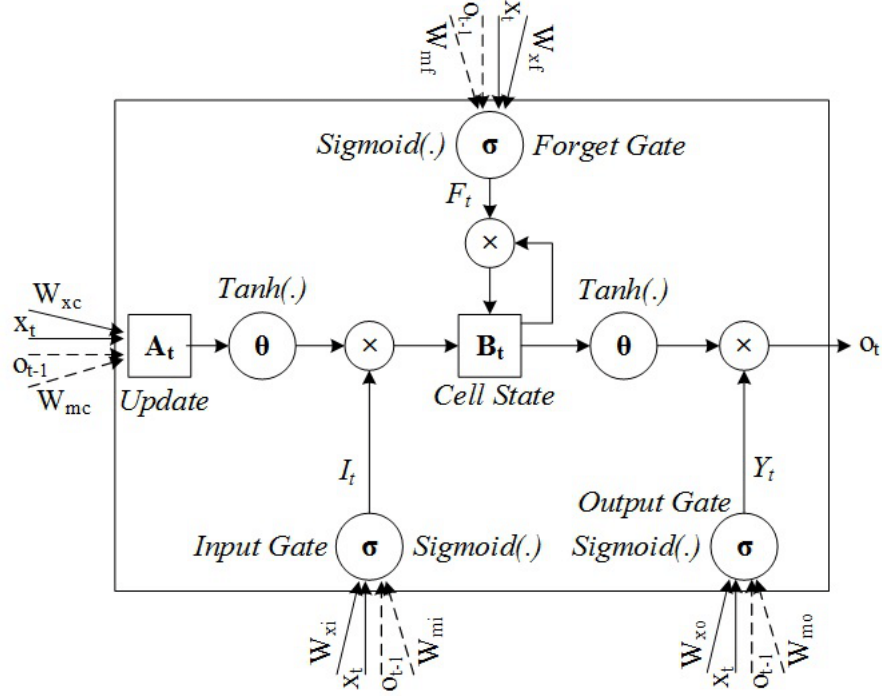 W_mf
o_t-1
x_t
W_xf
Sigmoid(.) σ Forget Gate
F_t
×
W_xc
x_t
o_t-1
W_mc
Tanh(.)
Tanh(.)
A_t θ × B_t θ × o_t
Update
Cell State
I_t
Y_t
Output Gate
Input Gate σ Sigmoid(.)
Sigmoid(.) σ
W_xi
x_t
o_t-1
W_mi
W_xo
x_t
o_t-1
W_mo